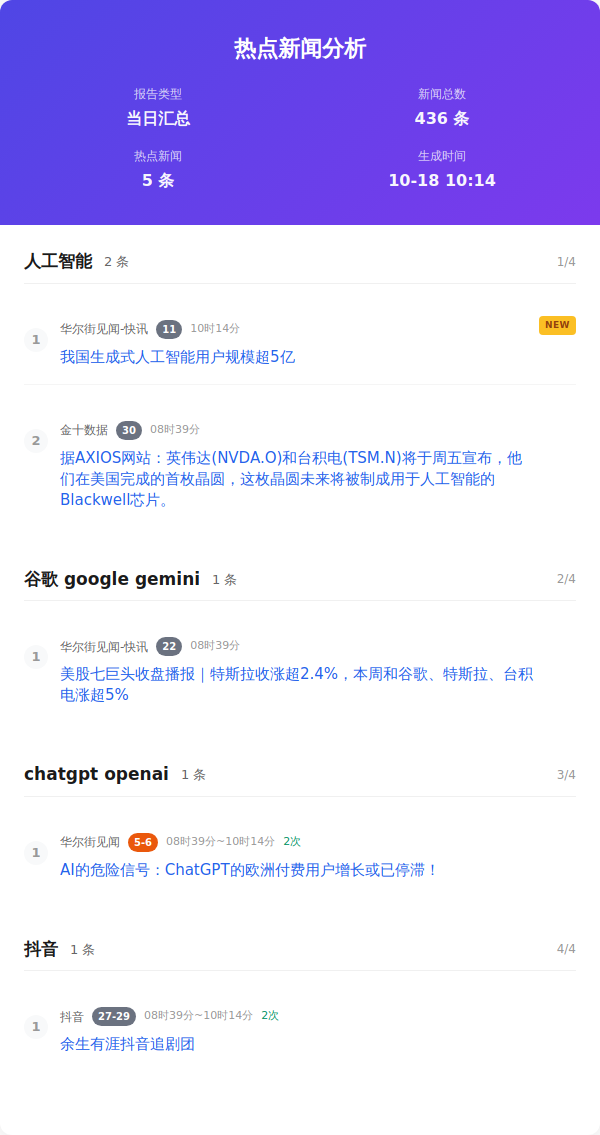 热点新闻分析
报告类型
新闻总数
当日汇总
436 条
热点新闻
生成时间
5 条
10-18 10:14
人工智能 2 条 1/4
1 华尔街见闻-快讯 11 10时14分 NEW
我国生成式人工智能用户规模超5亿
2 金十数据 30 08时39分
据AXIOS网站：英伟达(NVDA.O)和台积电(TSM.N)将于周五宣布，他
们在美国完成的首枚晶圆，这枚晶圆未来将被制成用于人工智能的
Blackwell芯片。
谷歌 google gemini 1 条 2/4
1 华尔街见闻-快讯 22 08时39分
美股七巨头收盘播报｜特斯拉收涨超2.4%，本周和谷歌、特斯拉、台积
电涨超5%
chatgpt openai 1 条 3/4
1 华尔街见闻 5-6 08时39分~10时14分 2次
AI的危险信号：ChatGPT的欧洲付费用户增长或已停滞！
抖音 1 条 4/4
1 抖音 27-29 08时39分~10时14分 2次
余生有涯抖音追剧团